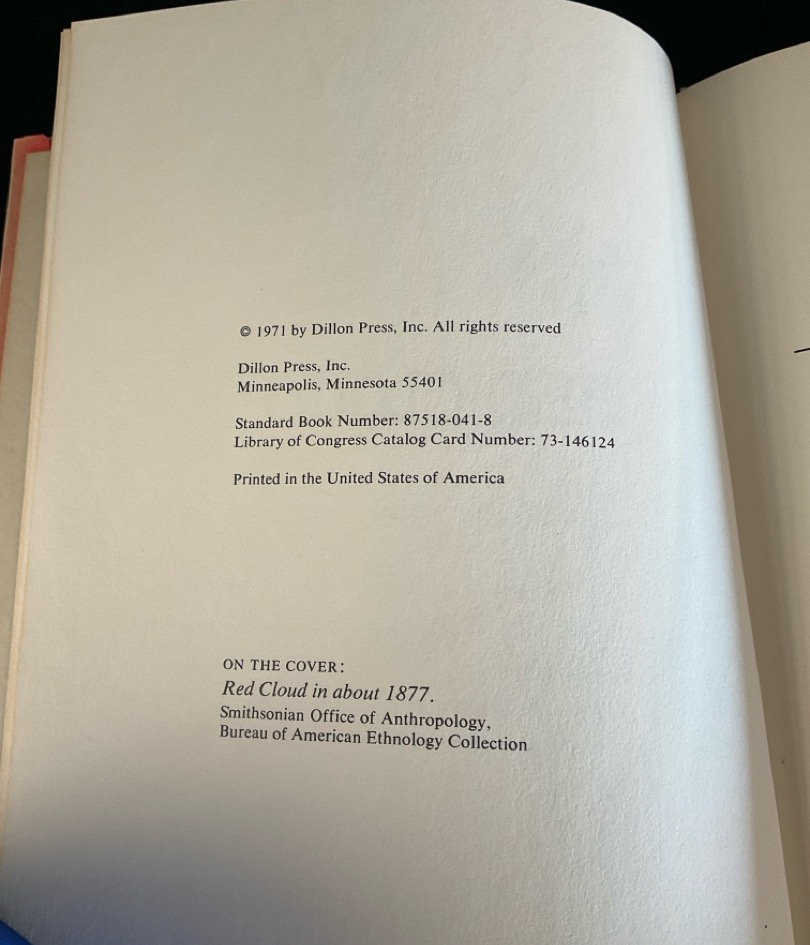 © 1971 by Dillon Press, Inc. All rights reserved
Dillon Press, Inc.
Minneapolis, Minnesota 55401
Standard Book Number: 87518-041-8
Library of Congress Catalog Card Number: 73-146124
Printed in the United States of America
ON THE COVER:
Red Cloud in about 1877.
Smithsonian Office of Anthropology,
Bureau of American Ethnology Collection